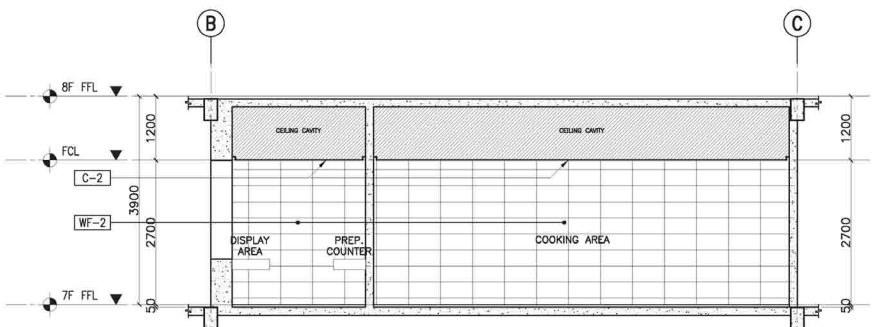 B
C
8F FFL
1200
CEILING CAVITY
CEILING CAVITY
1200
FCL
C-2
3900
WF-2
2700
DISPLAY
AREA
PREP.
COUNTER
COOKING AREA
2700
7F FFL
50
50